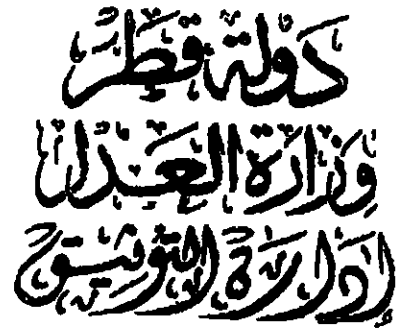 دولة قطر
وزارة العدل
إدارة التوثيق